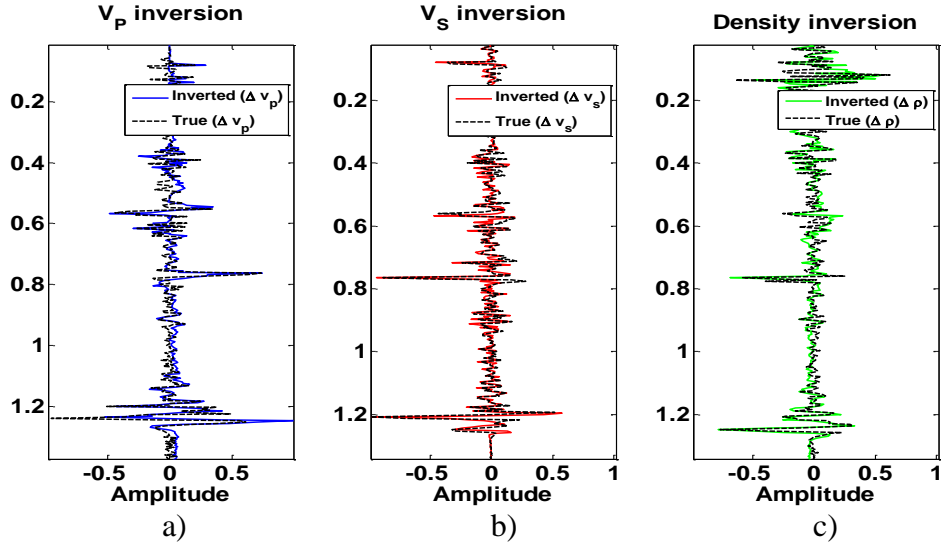 V_P inversion
0.2
0.4
0.6
0.8
1
1.2
Inverted (Δ v_p)
True (Δ v_p)
-0.5 0 0.5
Amplitude
a)
V_S inversion
0.2
0.4
0.6
0.8
1
1.2
Inverted (Δ v_s)
True (Δ v_s)
-0.5 0 0.5 1
Amplitude
b)
Density inversion
0.2
0.4
0.6
0.8
1
1.2
Inverted (Δ ρ)
True (Δ ρ)
-0.5 0 0.5 1
Amplitude
c)